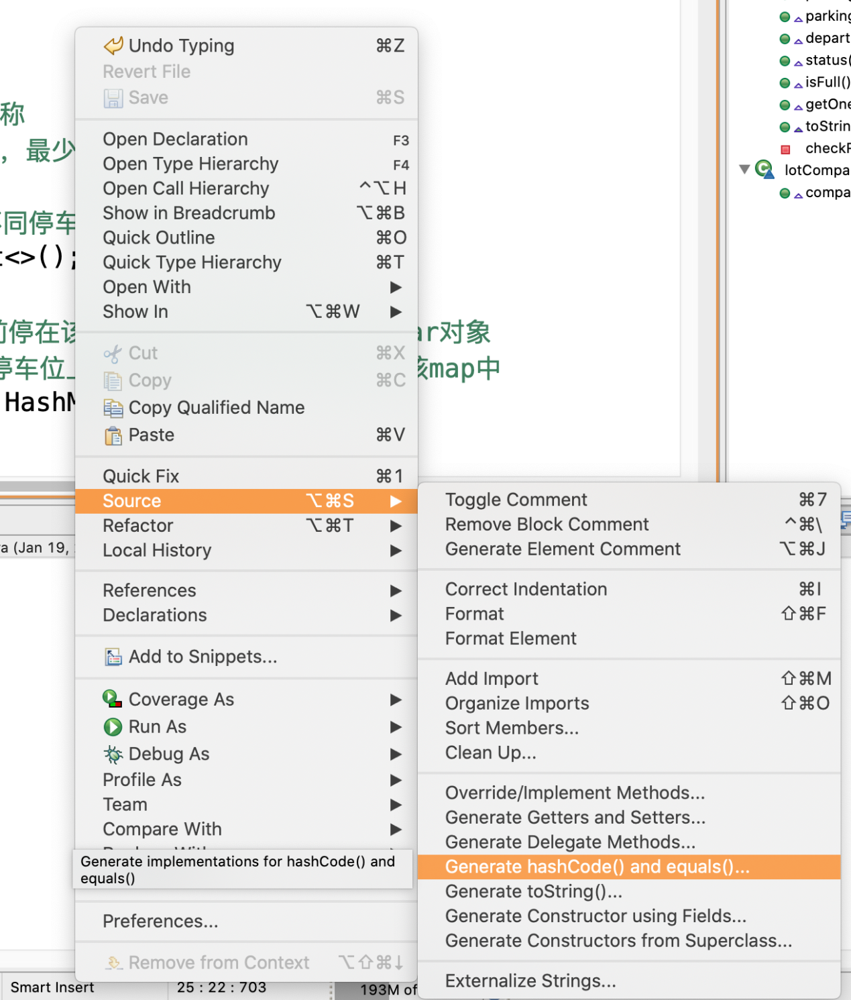 称
，最少
同停车
<>();
前停在该
ar对象
停车位上
该map中
HashM
a (Jan 19,
Undo Typing ⌘Z
Revert File
Save ⌘S
Open Declaration F3
Open Type Hierarchy F4
Open Call Hierarchy ^⌥H
Show in Breadcrumb ⌥⌘B
Quick Outline ⌘O
Quick Type Hierarchy ⌘T
Open With ▶
Show In ⌥⌘W ▶
Cut ⌘X
Copy ⌘C
Copy Qualified Name
Paste ⌘V
Quick Fix ⌘1
Source ⌥⌘S ▶
Refactor ⌥⌘T ▶
Local History ▶
References ▶
Declarations ▶
Add to Snippets...
Coverage As ▶
Run As ▶
Debug As ▶
Profile As ▶
Team ▶
Compare With ▶
Generate implementations for hashCode() and
equals()
Preferences...
Remove from Context ⌥⇧⌘↓
Toggle Comment ⌘7
Remove Block Comment ^⌘\
Generate Element Comment ⌥⌘J
Correct Indentation ⌘I
Format ⇧⌘F
Format Element
Add Import ⇧⌘M
Organize Imports ⇧⌘O
Sort Members...
Clean Up...
Override/Implement Methods...
Generate Getters and Setters...
Generate Delegate Methods...
Generate hashCode() and equals()...
Generate toString()...
Generate Constructor using Fields...
Generate Constructors from Superclass...
Externalize Strings...
parking
depart
status(
isFull()
getOne
toStrin
check
lotCompa
compa
Smart Insert
25 : 22 : 703
193M of